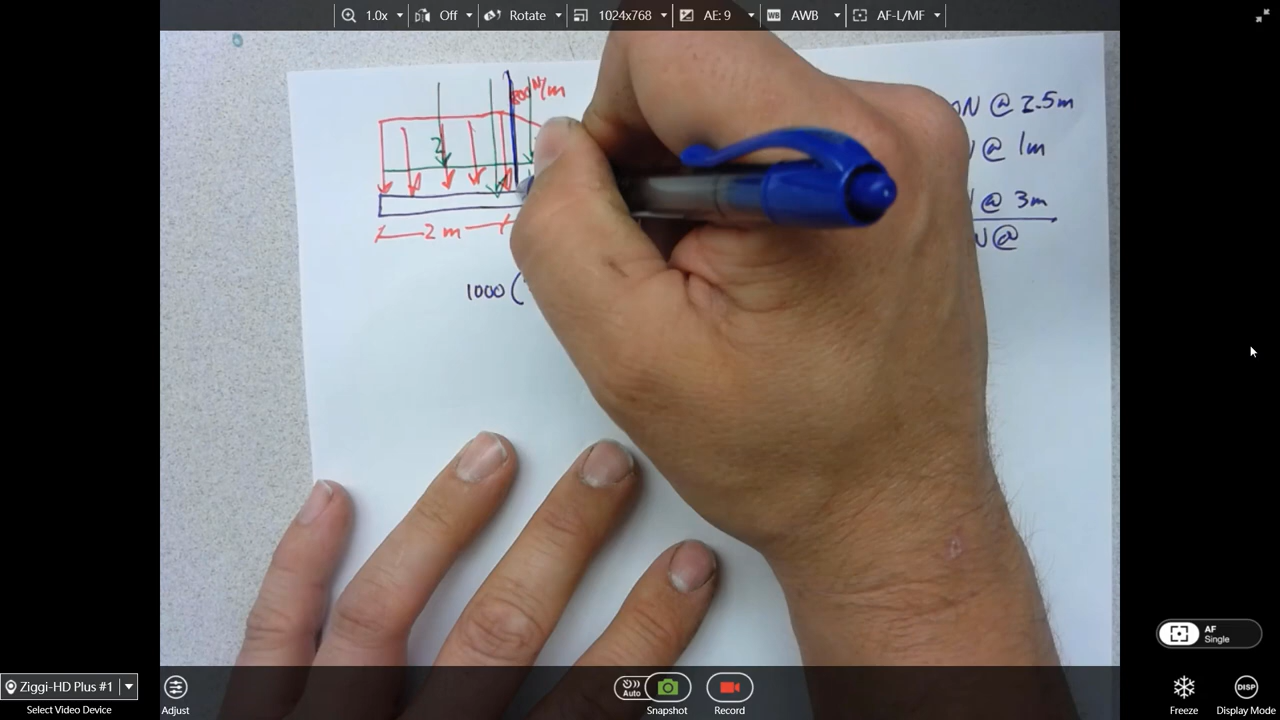 1.0x Off Rotate 1024x768 AE: 9 AWB AF-L/MF
800 N/m
2
2 m
1000 (
N @ 2.5m
@ 1m
@ 3m
N @
AF
Single
Ziggi-HD Plus #1
Select Video Device
Adjust
Auto
Snapshot
Record
Freeze
DISP
Display Mode